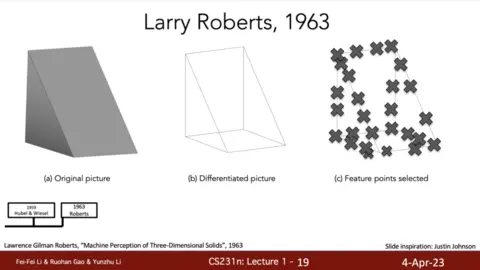 Larry Roberts, 1963
(a) Original picture
(b) Differentiated picture
(c) Feature points selected
1959
Hubel & Wiesel
1963
Roberts
Lawrence Gilman Roberts, "Machine Perception of Three-Dimensional Solids", 1963
Slide inspiration: Justin Johnson
Fei-Fei Li & Ruohan Gao & Yunzhu Li
CS231n: Lecture 1 - 19
4-Apr-23